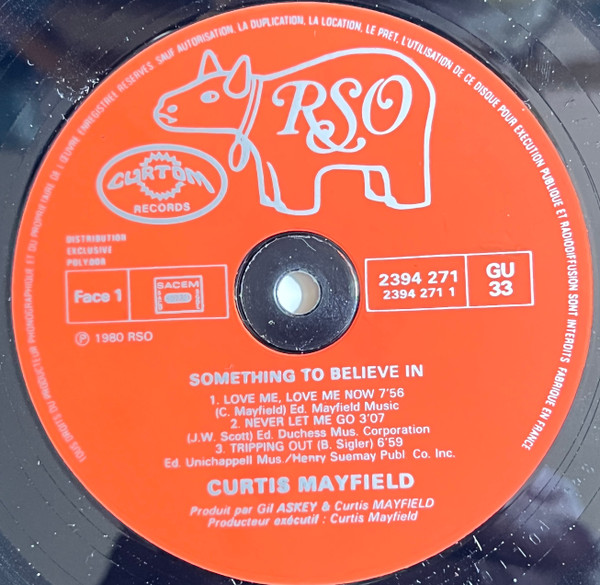 TOUS DROITS DU PRODUCTEUR PHONOGRAPHIQUE ET DU PROPRIETAIRE DE L'ŒUVRE ENREGISTREE RESERVES. SAUF AUTORISATION, LA DUPLICATION, LA LOCATION, LE PRET, L'UTILISATION DE CE DISQUE POUR EXECUTION PUBLIQUE ET RADIODIFFUSION SONT INTERDITS FABRIQUE EN FRANCE
RSO
CURTOM
RECORDS
DISTRIBUTION
EXCLUSIVE
POLYDOR
Face 1
SACEM
2394 271
2394 271 1
GU
33
℗ 1980 RSO
SOMETHING TO BELIEVE IN
1. LOVE ME, LOVE ME NOW 7'56
(C. Mayfield) Ed. Mayfield Music
2. NEVER LET ME GO 3'07
(J.W. Scott) Ed. Duchess Mus. Corporation
3. TRIPPING OUT (B. Sigler) 6'59
Ed. Unichappell Mus./Henry Suemay Publ Co. Inc.
CURTIS MAYFIELD
Produit par Gil ASKEY & Curtis MAYFIELD
Producteur exécutif : Curtis Mayfield